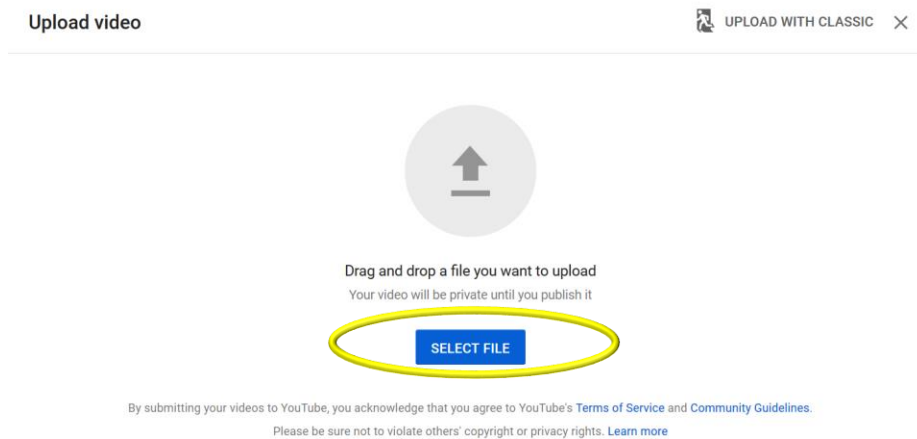 Upload video
UPLOAD WITH CLASSIC
Drag and drop a file you want to upload
Your video will be private until you publish it
SELECT FILE
By submitting your videos to YouTube, you acknowledge that you agree to YouTube's Terms of Service and Community Guidelines.
Please be sure not to violate others' copyright or privacy rights. Learn more